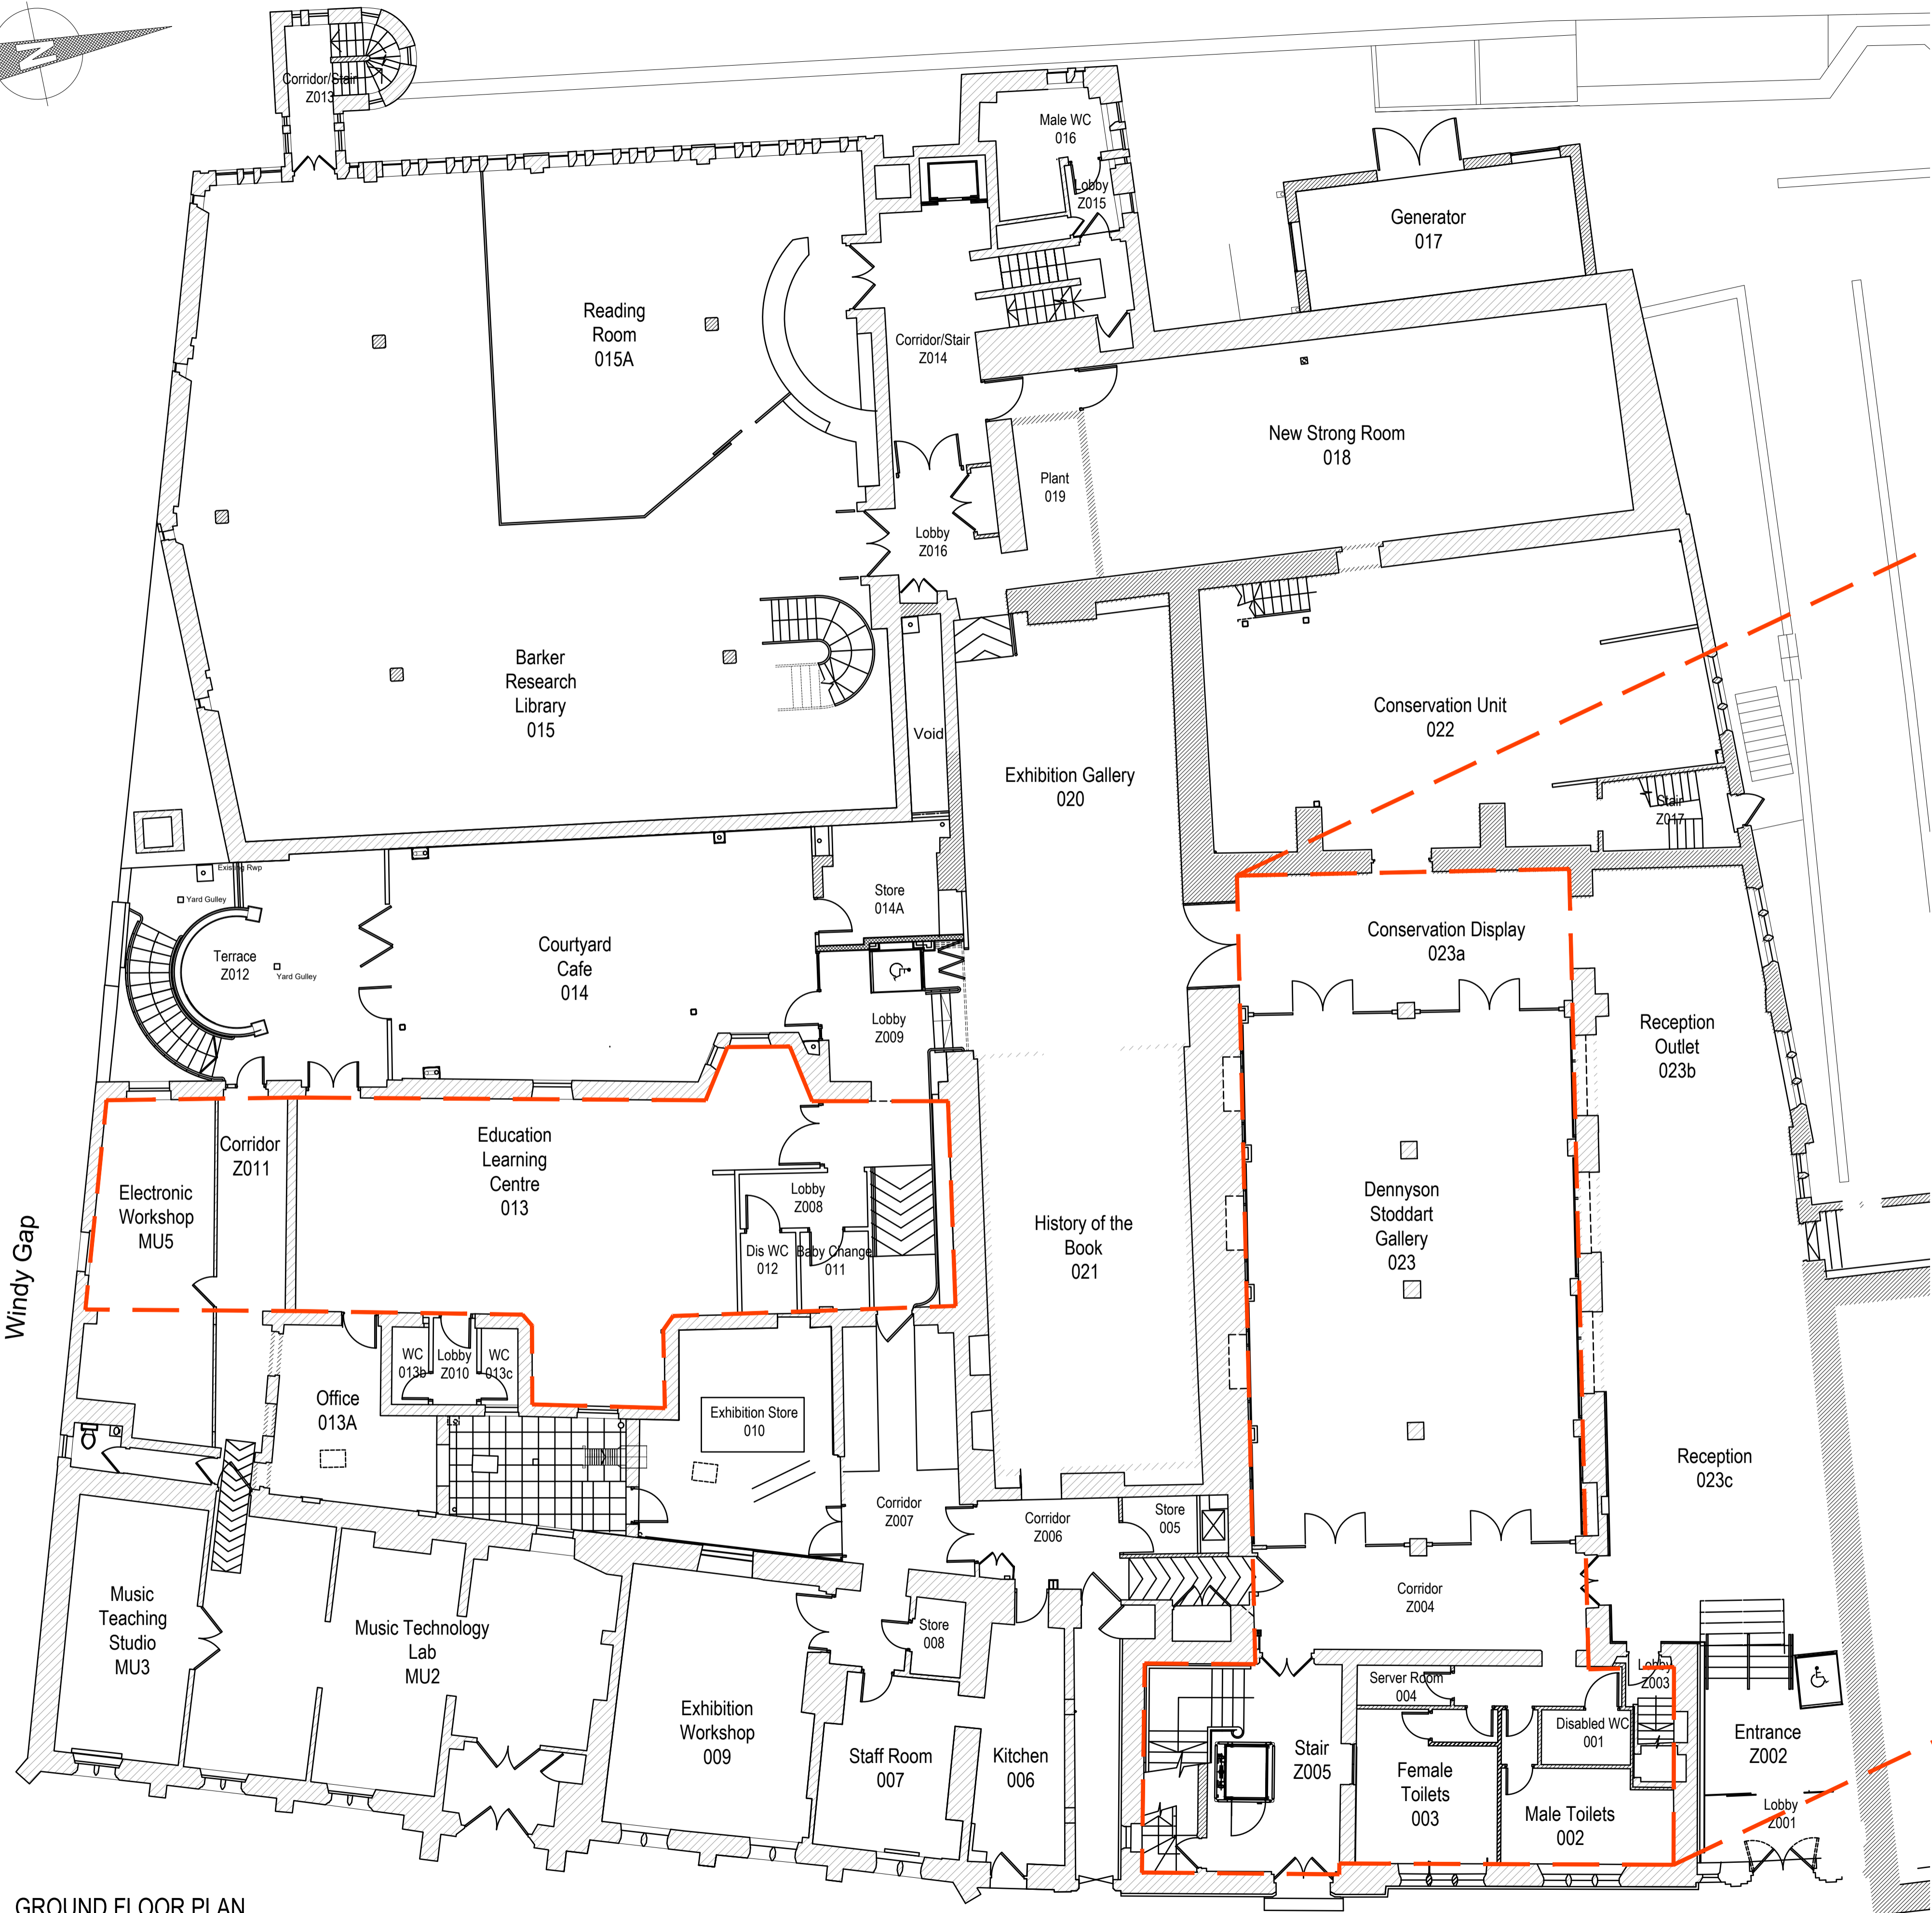 N
Corridor/Stair
Z013
Male WC
016
Lobby
Z015
Generator
017
Reading
Room
015A
Corridor/Stair
Z014
New Strong Room
018
Plant
019
Lobby
Z016
Barker
Research
Library
015
Void
Conservation Unit
022
Exhibition Gallery
020
Stair
Z017
Existing Rwp
Yard Gulley
Store
014A
Terrace
Z012
Yard Gulley
Courtyard
Cafe
014
Conservation Display
023a
Lobby
Z009
Reception
Outlet
023b
Education
Learning
Centre
013
Corridor
Z011
Electronic
Workshop
MU5
Lobby
Z008
Dennyson
Stoddart
Gallery
023
Windy Gap
Dis WC
012
Baby Change
011
History of the
Book
021
WC
013b
Lobby
Z010
WC
013c
Office
013A
Exhibition Store
010
Reception
023c
Corridor
Z007
Corridor
Z006
Store
005
Music
Teaching
Studio
MU3
Music Technology
Lab
MU2
Store
008
Corridor
Z004
Server Room
004
Lobby
Z003
Exhibition
Workshop
009
Staff Room
007
Kitchen
006
Stair
Z005
Disabled WC
001
Entrance
Z002
Female
Toilets
003
Male Toilets
002
Lobby
Z001
GROUND FLOOR PLAN